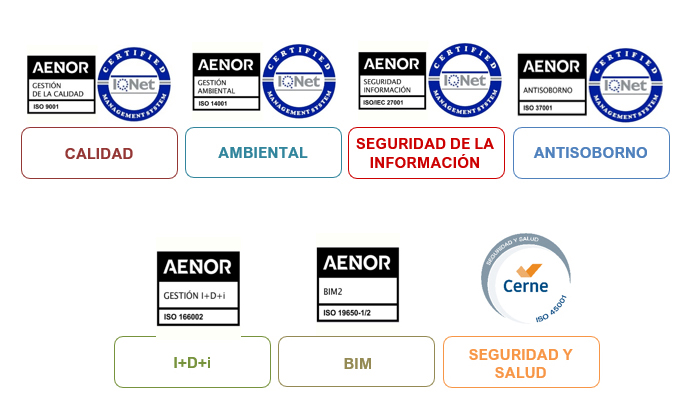 AENOR
GESTIÓN
DE LA CALIDAD
ISO 9001
CERTIFIED
IQNet
MANAGEMENT SYSTEM
CALIDAD
AENOR
GESTIÓN
AMBIENTAL
ISO 14001
CERTIFIED
IQNet
MANAGEMENT SYSTEM
AMBIENTAL
AENOR
SEGURIDAD
INFORMACIÓN
ISO/IEC 27001
CERTIFIED
IQNet
MANAGEMENT SYSTEM
SEGURIDAD DE LA
INFORMACIÓN
AENOR
ANTISOBORNO
ISO 37001
CERTIFIED
IQNet
MANAGEMENT SYSTEM
ANTISOBORNO
AENOR
GESTIÓN I+D+i
ISO 166002
I+D+i
AENOR
BIM2
ISO 19650-1/2
BIM
SEGURIDAD Y SALUD
Cerne
ISO 45001
SEGURIDAD Y
SALUD